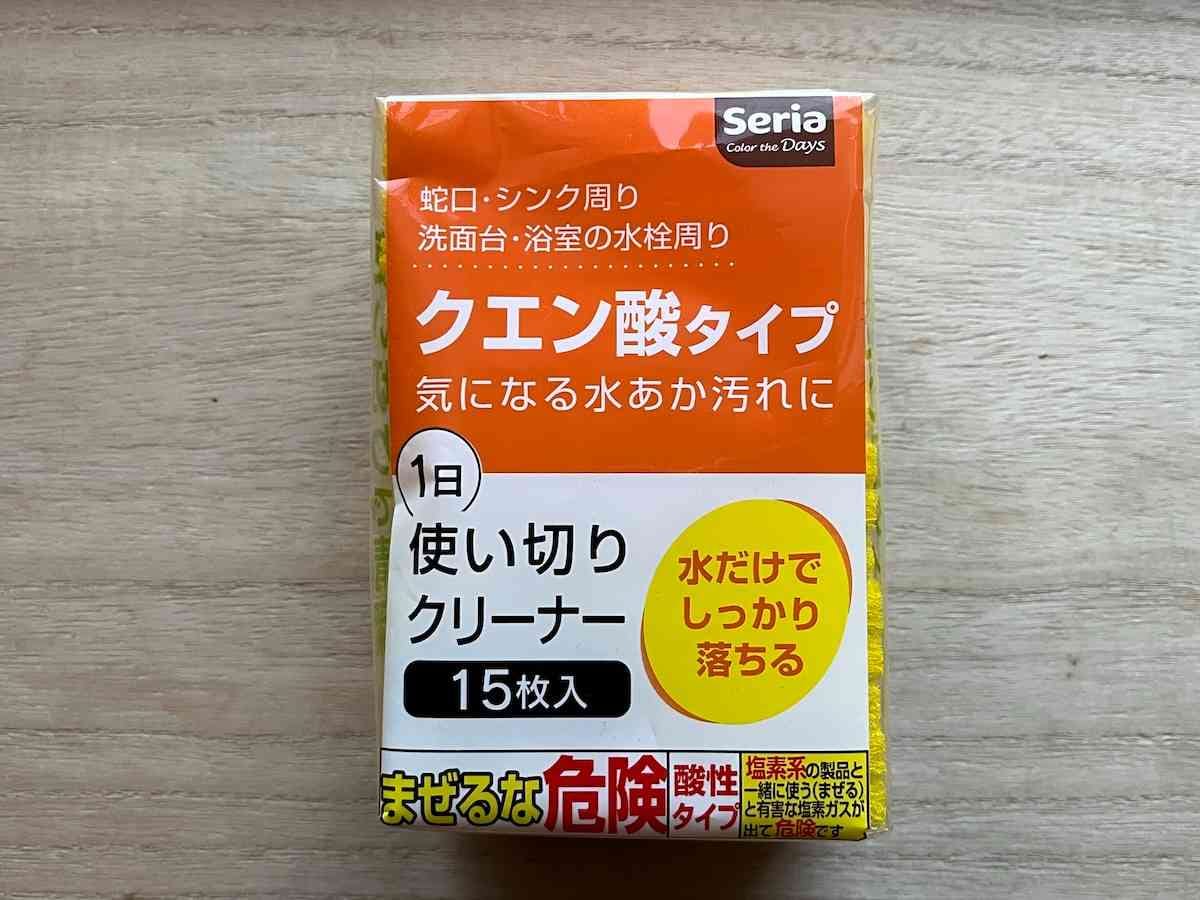 Seria
Color the Days
蛇口・シンク周り
洗面台・浴室の水栓周り
クエン酸タイプ
気になる水あか汚れに
1日
使い切り
クリーナー
15枚入
水だけで
しっかり
落ちる
まぜるな危険
酸性
タイプ
塩素系の製品と
一緒に使う(まぜる)
と有害な塩素ガスが
出て危険です